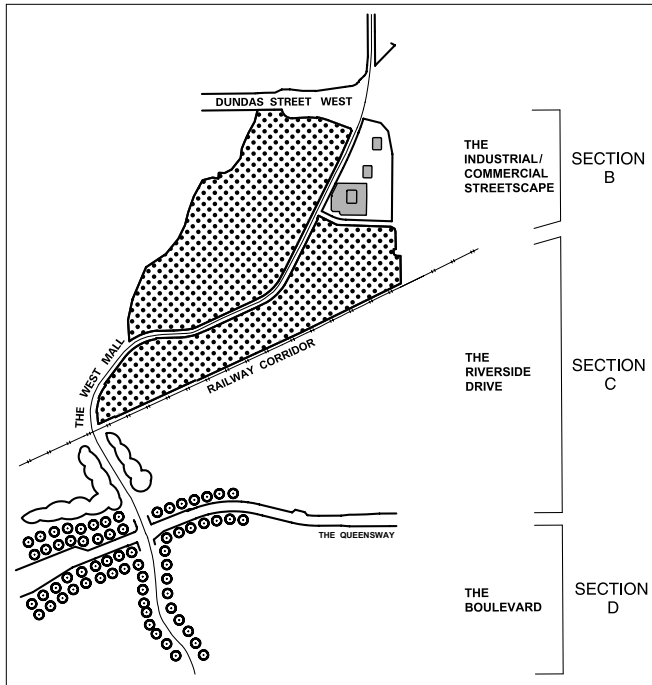 DUNDAS STREET WEST
THE
INDUSTRIAL/
COMMERCIAL
STREETSCAPE
SECTION
B
THE WEST MALL
RAILWAY CORRIDOR
THE
RIVERSIDE
DRIVE
SECTION
C
THE QUEENSWAY
THE
BOULEVARD
SECTION
D